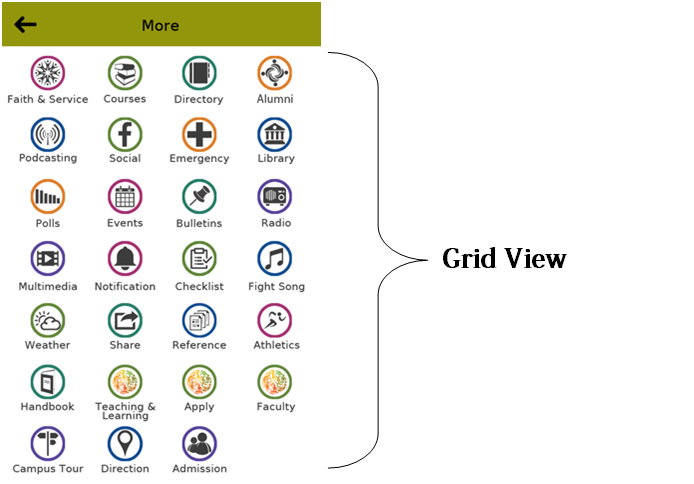 More
Faith & Service Courses Directory Alumni
Podcasting Social Emergency Library
Polls Events Bulletins Radio
Multimedia Notification Checklist Fight Song
Weather Share Reference Athletics
Handbook Teaching & Apply Faculty
Learning
Campus Tour Direction Admission
Grid View